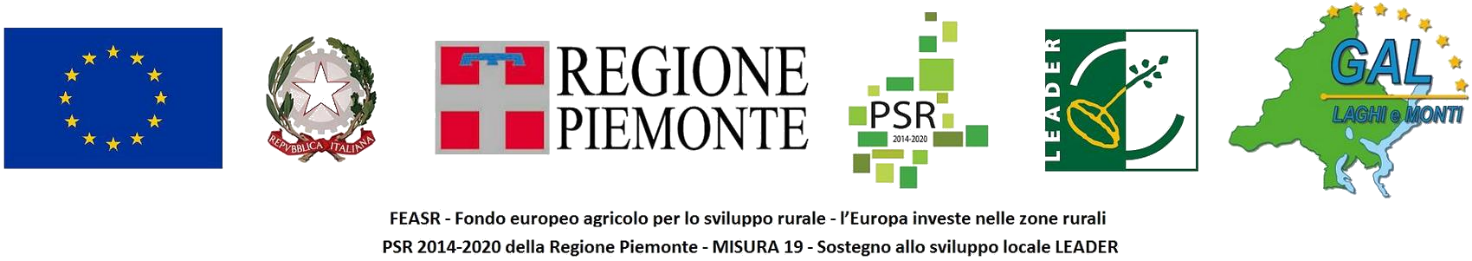 REPVBBLICA ITALIANA
REGIONE
PIEMONTE
PSR
2014-2020
LEADER
GAL
LAGHI e MONTI
FEASR - Fondo europeo agricolo per lo sviluppo rurale - l’Europa investe nelle zone rurali
PSR 2014-2020 della Regione Piemonte - MISURA 19 - Sostegno allo sviluppo locale LEADER